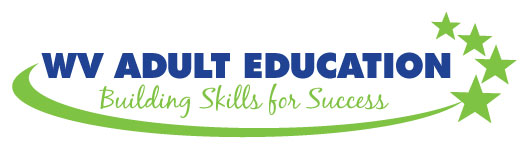 WV ADULT EDUCATION
Building Skills for Success